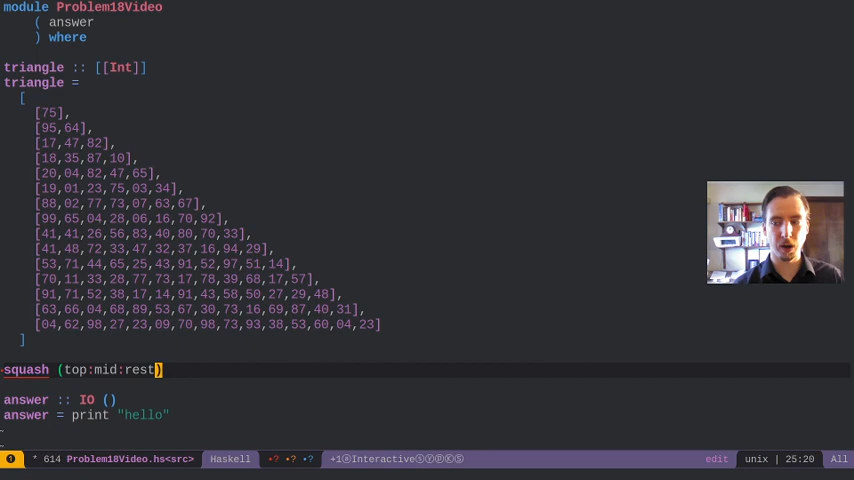 module Problem18Video
( answer
) where
triangle :: [[Int]]
triangle =
[
[75],
[95,64],
[17,47,82],
[18,35,87,10],
[20,04,82,47,65],
[19,01,23,75,03,34],
[88,02,77,73,07,63,67],
[99,65,04,28,06,16,70,92],
[41,41,26,56,83,40,80,70,33],
[41,48,72,33,47,32,37,16,94,29],
[53,71,44,65,25,43,91,52,97,51,14],
[70,11,33,28,77,73,17,78,39,68,17,57],
[91,71,52,38,17,14,91,43,58,50,27,29,48],
[63,66,04,68,89,53,67,30,73,16,69,87,40,31],
[04,62,98,27,23,09,70,98,73,93,38,53,60,04,23]
]
squash (top:mid:rest)
answer :: IO ()
answer = print "hello"
~
~
❶ * 614 Problem18Video.hs<src> Haskell •? •? •? +1ⓐInteractiveⓢⓎⓟⓀⓈ edit unix | 25:20 All